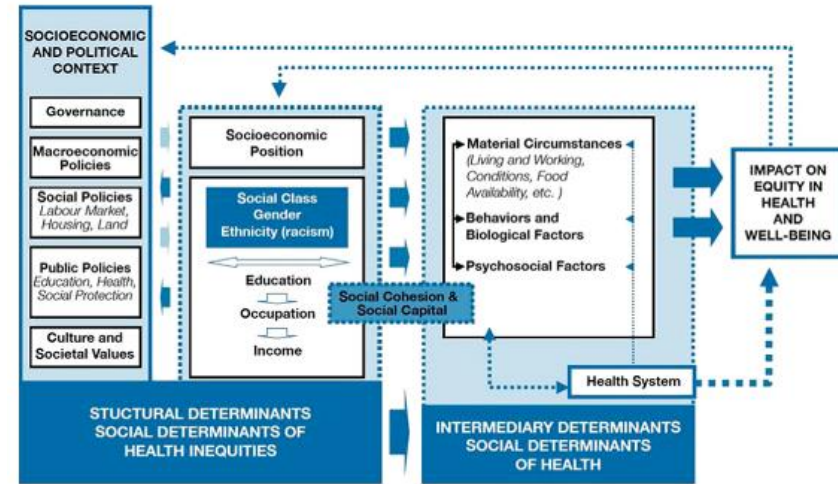 SOCIOECONOMIC
AND POLITICAL
CONTEXT
Governance
Macroeconomic
Policies
Social Policies
Labour Market,
Housing, Land
Public Policies
Education, Health,
Social Protection
Culture and
Societal Values
Socioeconomic
Position
Social Class
Gender
Ethnicity (racism)
Education
Occupation
Income
Social Cohesion &
Social Capital
Material Circumstances
(Living and Working,
Conditions, Food
Availability, etc. )
Behaviors and
Biological Factors
Psychosocial Factors
Health System
IMPACT ON
EQUITY IN
HEALTH
AND
WELL-BEING
STUCTURAL DETERMINANTS
SOCIAL DETERMINANTS OF
HEALTH INEQUITIES
INTERMEDIARY DETERMINANTS
SOCIAL DETERMINANTS
OF HEALTH